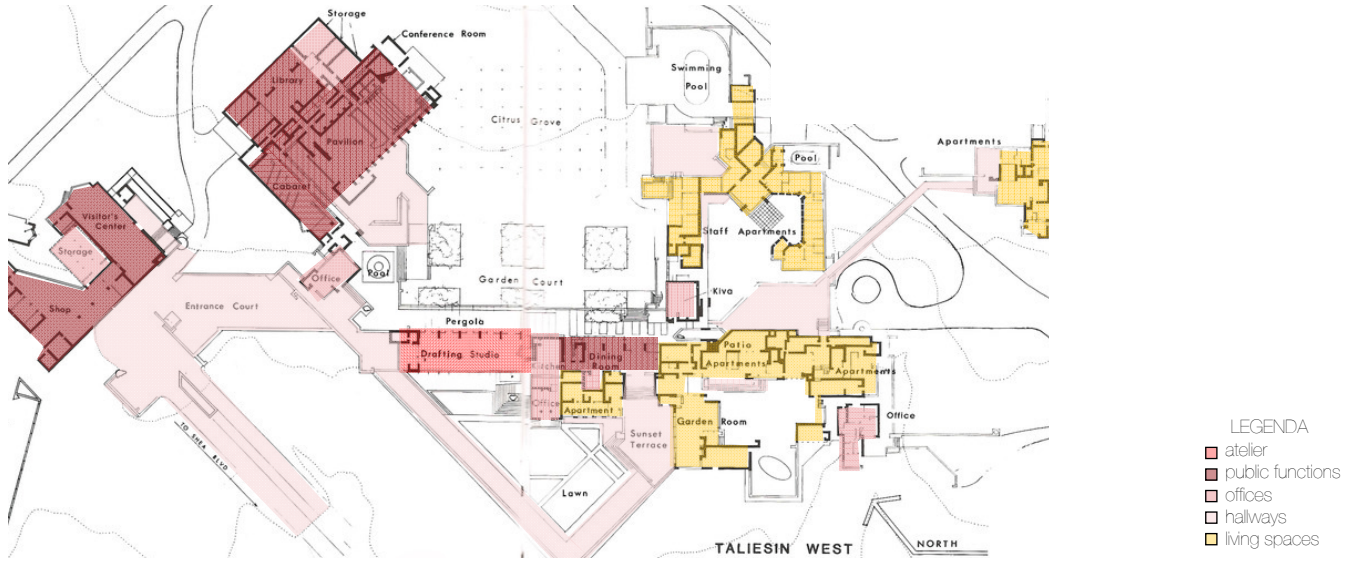 Storage
Conference Room
Library
Pavilion
Cabaret
Swimming
Pool
Citrus Grove
Pool
Apartments
Visitor's
Center
Storage
Shop
Office
Pool
Entrance Court
Garden Court
Staff Apartments
Kiva
Pergola
Drafting Studio
Kitchen
Dining
Room
Patio
Apartments
Apartments
Office
Apartment
Garden Room
Office
Sunset
Terrace
Lawn
TO SHEA BLVD
TALIESIN WEST
NORTH
LEGENDA
atelier
public functions
offices
hallways
living spaces